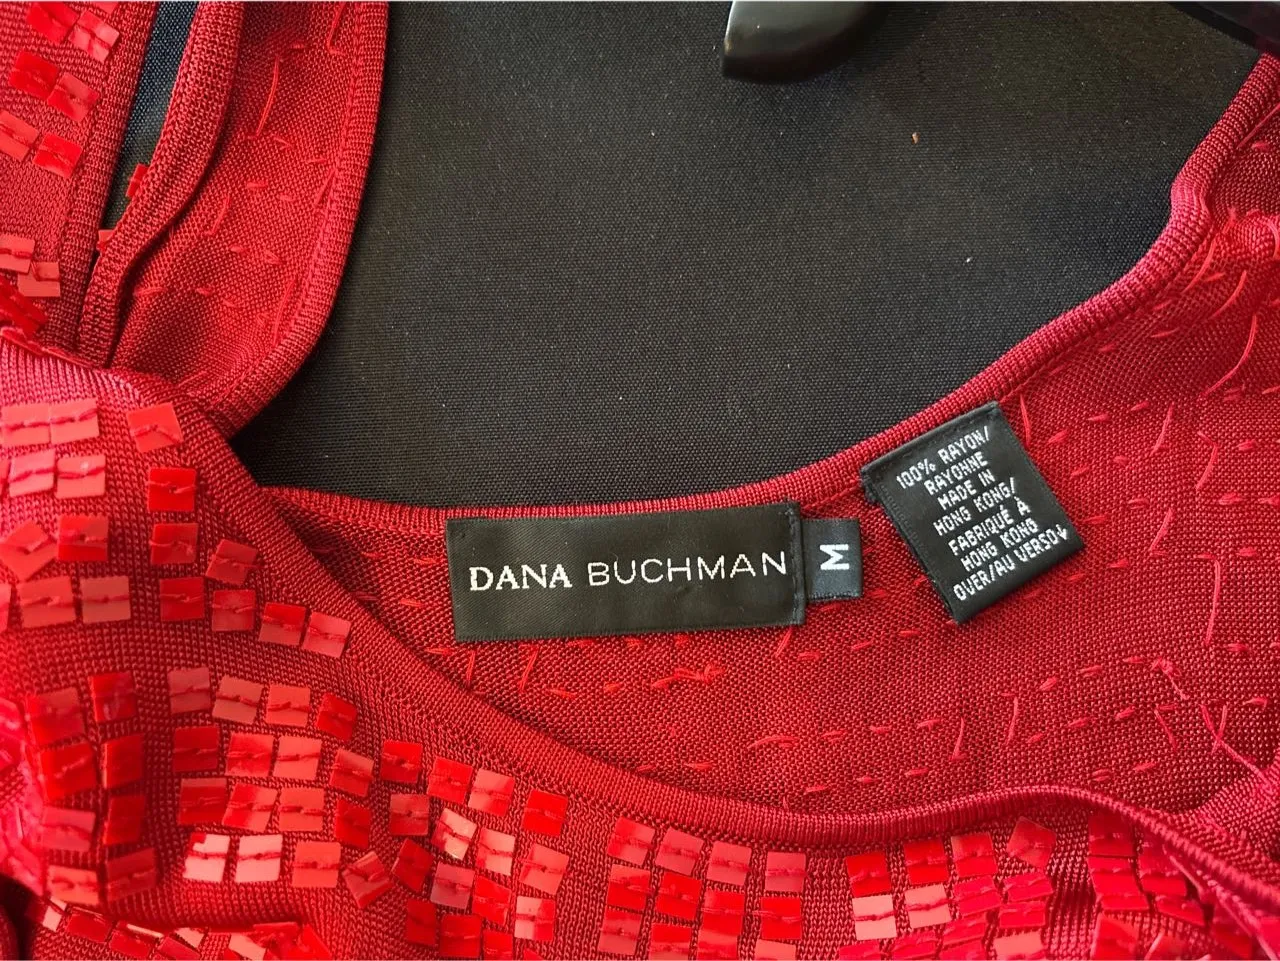 DANA BUCHMAN
M
100% RAYON/
RAYONNE
MADE IN
HONG KONG/
FABRIQUÉ À
HONG KONG
OVER/AU VERSO↓